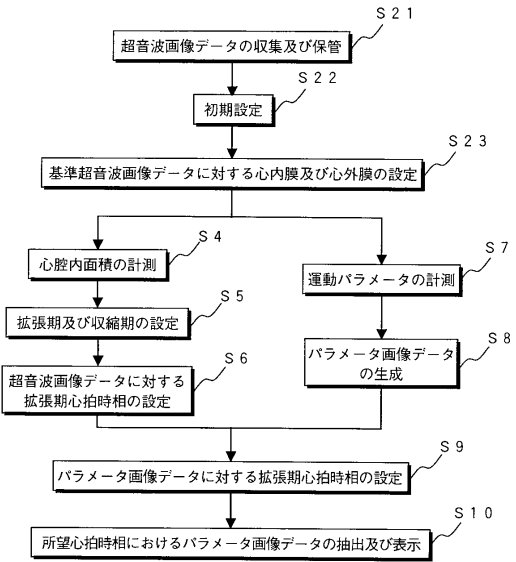 S21
超音波画像データの収集及び保管
S22
初期設定
S23
基準超音波画像データに対する心内膜及び心外膜の設定
S4
心腔内面積の計測
S5
拡張期及び収縮期の設定
S6
超音波画像データに対する
拡張期心拍時相の設定
S7
運動パラメータの計測
S8
パラメータ画像データ
の生成
S9
パラメータ画像データに対する拡張期心拍時相の設定
S10
所望心拍時相におけるパラメータ画像データの抽出及び表示